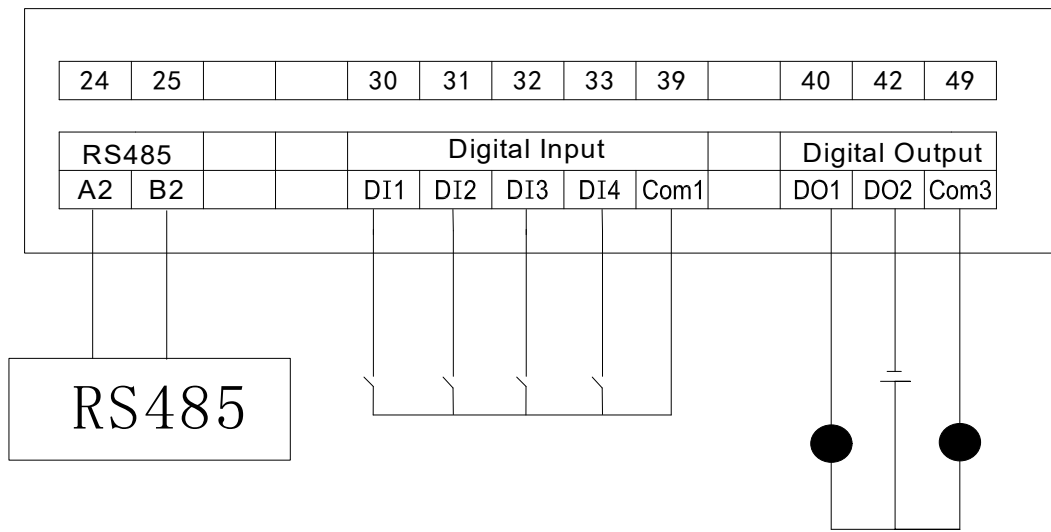 24 25 30 31 32 33 39 40 42 49
RS485 Digital Input Digital Output
A2 B2 DI1 DI2 DI3 DI4 Com1 DO1 DO2 Com3
RS485